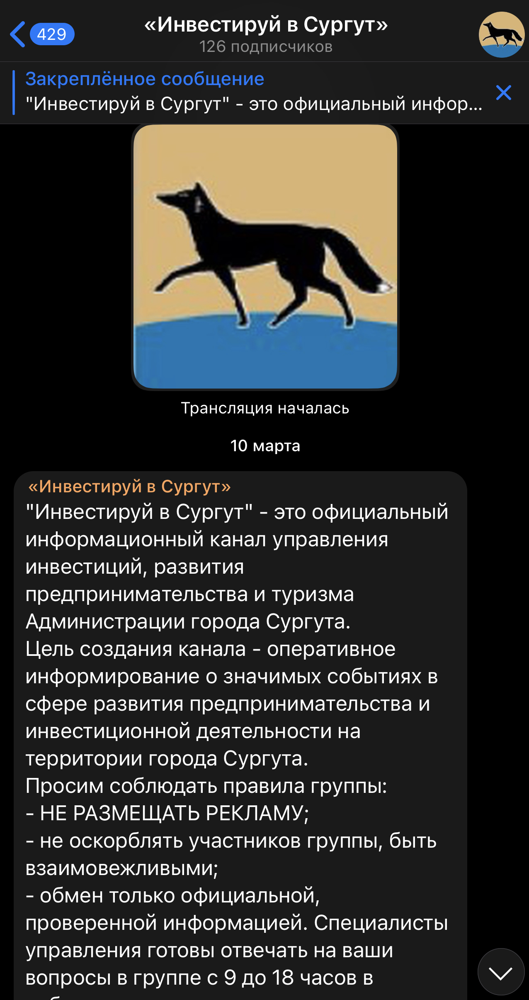 429
«Инвестируй в Сургут»
126 подписчиков
Закреплённое сообщение
"Инвестируй в Сургут" - это официальный инфор...
Трансляция началась
10 марта
«Инвестируй в Сургут»
"Инвестируй в Сургут" - это официальный
информационный канал управления
инвестиций, развития
предпринимательства и туризма
Администрации города Сургута.
Цель создания канала - оперативное
информирование о значимых событиях в
сфере развития предпринимательства и
инвестиционной деятельности на
территории города Сургута.
Просим соблюдать правила группы:
- НЕ РАЗМЕЩАТЬ РЕКЛАМУ;
- не оскорблять участников группы, быть
взаимовежливыми;
- обмен только официальной,
проверенной информацией. Специалисты
управления готовы отвечать на ваши
вопросы в группе с 9 до 18 часов в